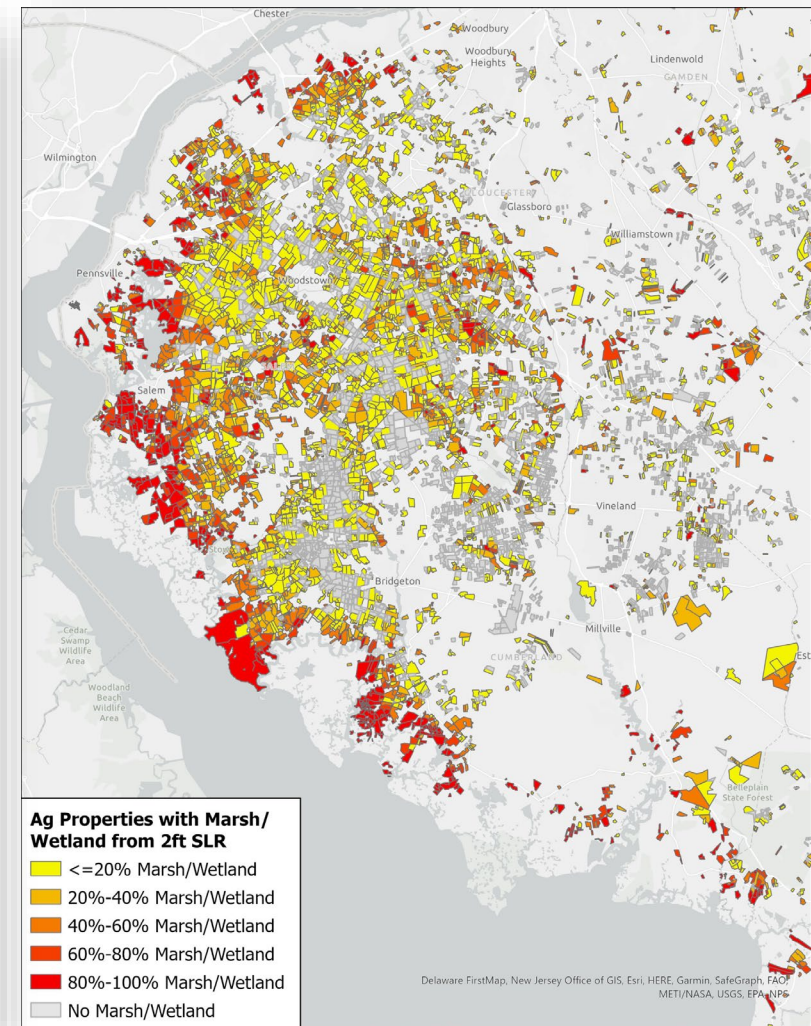 Chester
Woodbury
Woodbury
Heights
Lindenwold
CAMDEN
Wilmington
GLOUCESTER
Glassboro
Williamstown
Pennsville
Woodstown
Salem
Vineland
Bridgeton
Millville
CUMBERLAND
Est
Cedar
Swamp
Wildlife
Area
Woodland
Beach
Wildlife
Area
Belleplain
State Forest
Ag Properties with Marsh/
Wetland from 2ft SLR
<=20% Marsh/Wetland
20%-40% Marsh/Wetland
40%-60% Marsh/Wetland
60%-80% Marsh/Wetland
80%-100% Marsh/Wetland
No Marsh/Wetland
Delaware FirstMap, New Jersey Office of GIS, Esri, HERE, Garmin, SafeGraph, FAO,
METI/NASA, USGS, EPA, NPS